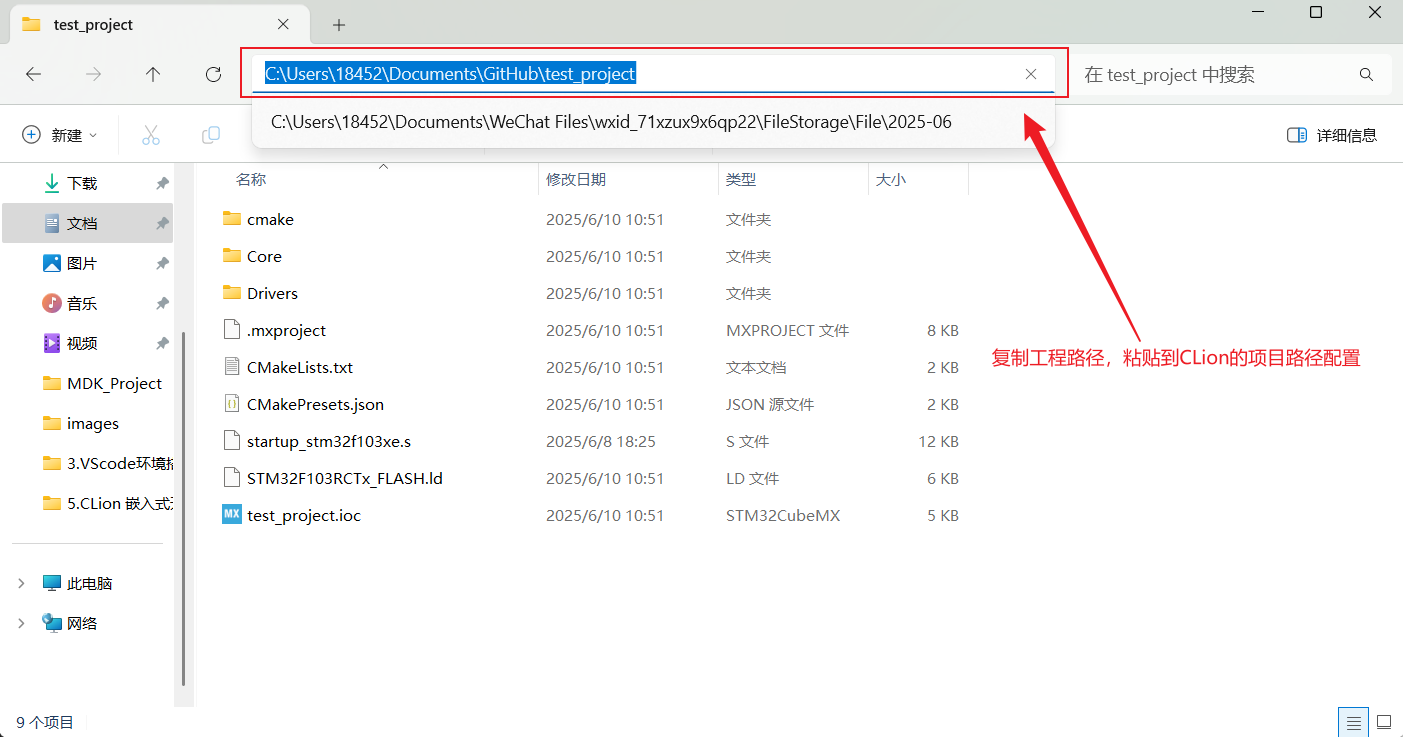 test_project
C:\Users\18452\Documents\GitHub\test_project
在 test_project 中搜索
C:\Users\18452\Documents\WeChat Files\wxid_71xzux9x6qp22\FileStorage\File\2025-06
新建
详细信息
名称 修改日期 类型 大小
下载
文档
图片
音乐
视频
MDK_Project
images
3.VScode环境搭
5.CLion 嵌入式开
此电脑
网络
cmake 2025/6/10 10:51 文件夹
Core 2025/6/10 10:51 文件夹
Drivers 2025/6/10 10:51 文件夹
.mxproject 2025/6/10 10:51 MXPROJECT 文件 8 KB
CMakeLists.txt 2025/6/10 10:51 文本文档 2 KB
CMakePresets.json 2025/6/10 10:51 JSON 源文件 2 KB
startup_stm32f103xe.s 2025/6/8 18:25 S 文件 12 KB
STM32F103RCTx_FLASH.ld 2025/6/10 10:51 LD 文件 6 KB
MX test_project.ioc 2025/6/10 10:51 STM32CubeMX 5 KB
复制工程路径，粘贴到CLion的项目路径配置
9 个项目